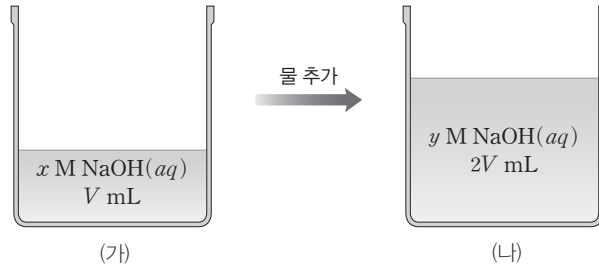 x M NaOH(aq)
V mL
(가)
물 추가
y M NaOH(aq)
2V mL
(나)